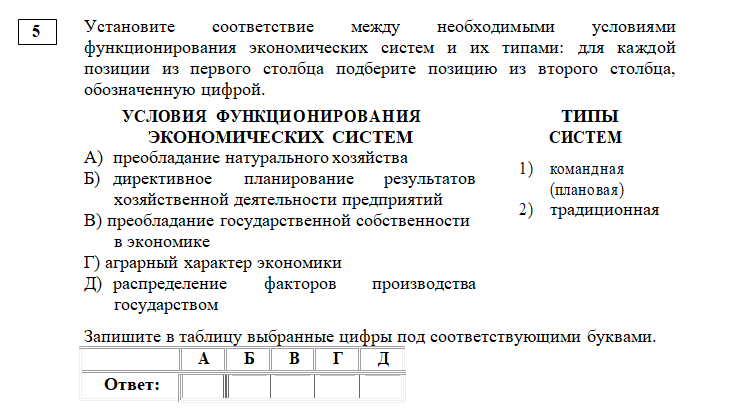 5
Установите соответствие между необходимыми условиями
функционирования экономических систем и их типами: для каждой
позиции из первого столбца подберите позицию из второго столбца,
обозначенную цифрой.
УСЛОВИЯ ФУНКЦИОНИРОВАНИЯ
ЭКОНОМИЧЕСКИХ СИСТЕМ
А) преобладание натурального хозяйства
Б) директивное планирование результатов
хозяйственной деятельности предприятий
В) преобладание государственной собственности
в экономике
Г) аграрный характер экономики
Д) распределение факторов производства
государством
ТИПЫ
СИСТЕМ
1) командная
(плановая)
2) традиционная
Запишите в таблицу выбранные цифры под соответствующими буквами.
А Б В Г Д
Ответ: